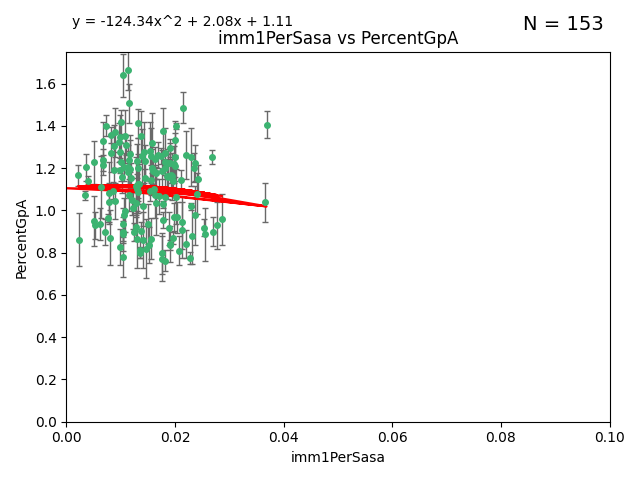 y = -124.34x^2 + 2.08x + 1.11
N = 153
imm1PerSasa vs PercentGpA
PercentGpA
1.6
1.4
1.2
1.0
0.8
0.6
0.4
0.2
0.0
0.00 0.02 0.04 0.06 0.08 0.10
imm1PerSasa